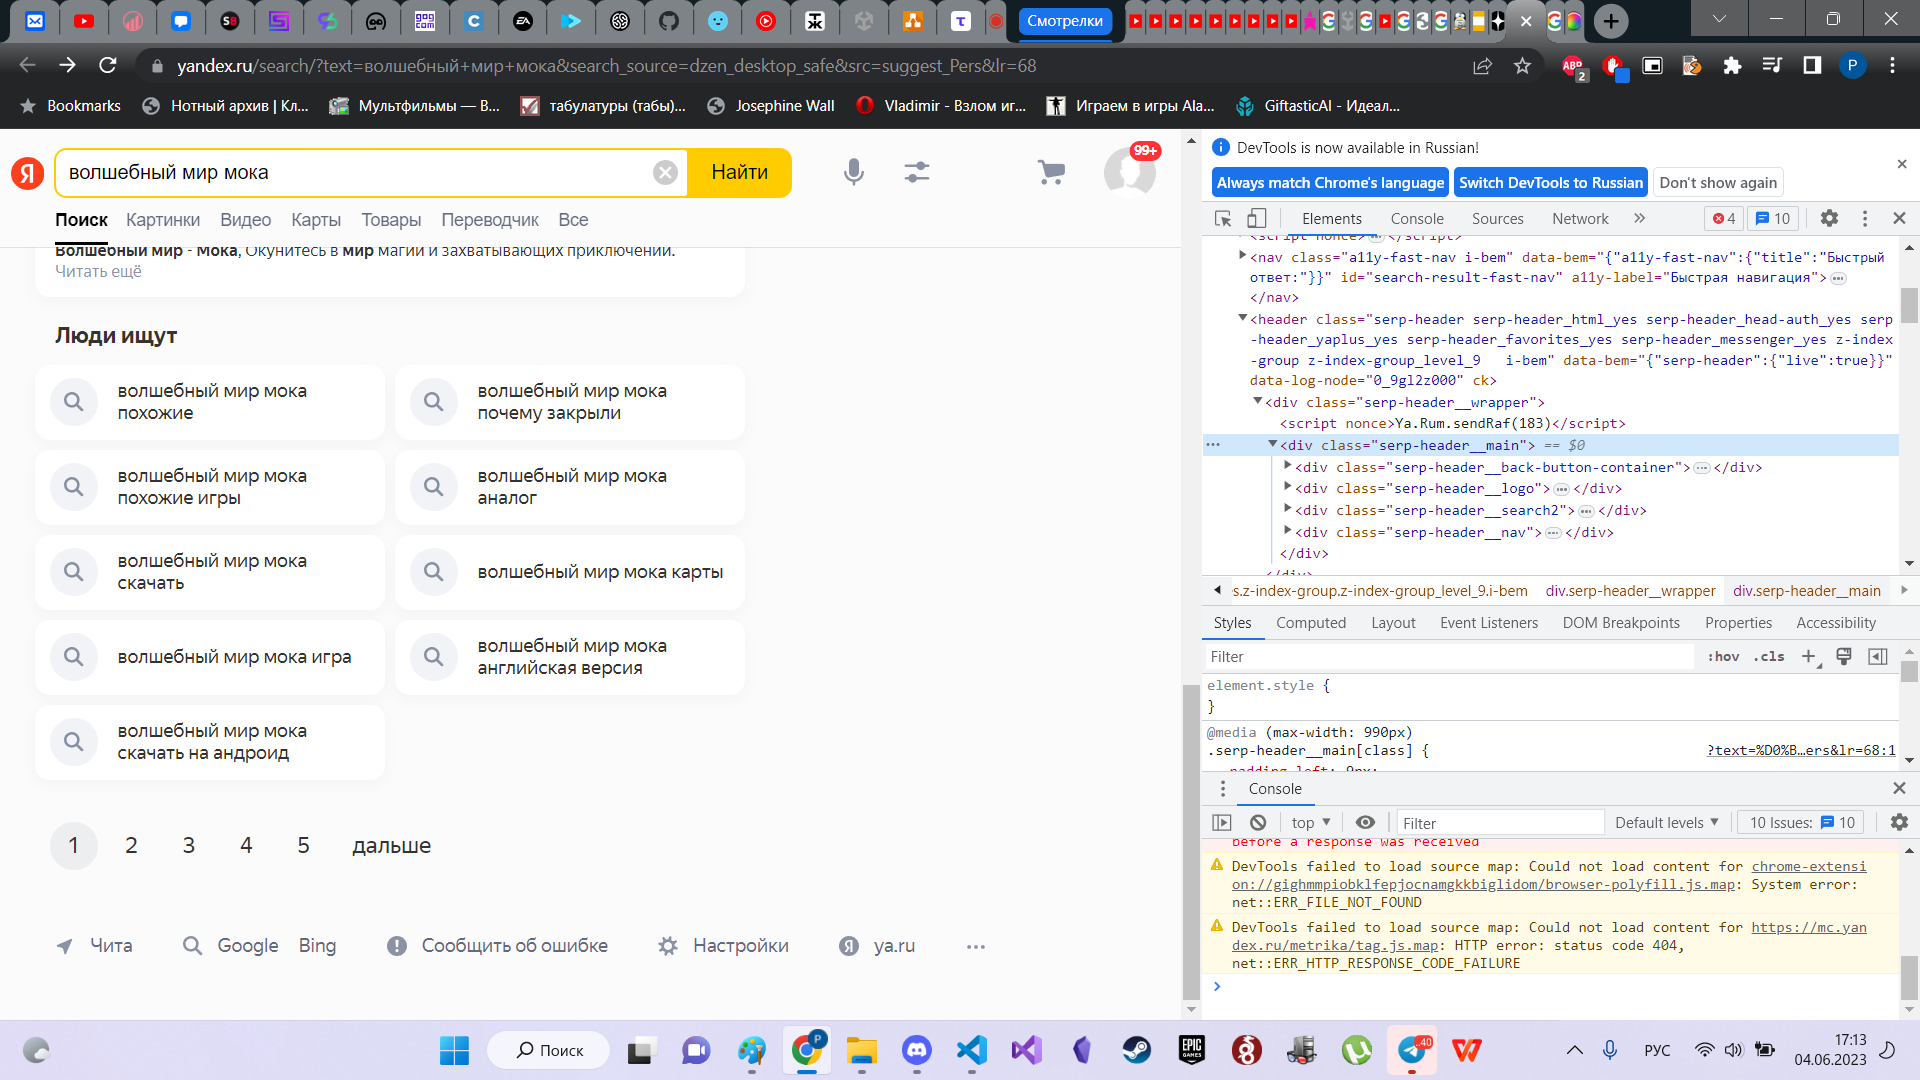 Смотрелки
yandex.ru/search/?text=волшебный+мир+мока&search_source=dzen_desktop_safe&src=suggest_Pers&lr=68
Bookmarks
Нотный архив | Кл...
Мультфильмы — В...
табулатуры (табы)...
Josephine Wall
Vladimir - Взлом иг...
Играем в игры Ala...
GiftasticAI - Идеал...
волшебный мир мока
Найти
99+
Поиск Картинки Видео Карты Товары Переводчик Все
Волшебный мир - Мока, Окунитесь в мир магии и захватывающих приключений.
Читать ещё
Люди ищут
волшебный мир мока
похожие
волшебный мир мока
почему закрыли
волшебный мир мока
похожие игры
волшебный мир мока
аналог
волшебный мир мока
скачать
волшебный мир мока карты
волшебный мир мока игра
волшебный мир мока
английская версия
волшебный мир мока
скачать на андроид
1 2 3 4 5 дальше
Чита Google Bing Сообщить об ошибке Настройки ya.ru ...
DevTools is now available in Russian!
Always match Chrome's language Switch DevTools to Russian Don't show again
Elements Console Sources Network 4 10
<script nonce>…</script>
<nav class="a11y-fast-nav i-bem" data-bem="{"a11y-fast-nav":{"title":"Быстрый
ответ:"}}" id="search-result-fast-nav" a11y-label="Быстрая навигация">…
</nav>
<header class="serp-header serp-header_html_yes serp-header_head-auth_yes serp
-header_yaplus_yes serp-header_favorites_yes serp-header_messenger_yes z-index
-group z-index-group_level_9 i-bem" data-bem="{"serp-header":{"live":true}}"
data-log-node="0_9gl2z000" ck>
<div class="serp-header__wrapper">
<script nonce>Ya.Rum.sendRaf(183)</script>
<div class="serp-header__main"> == $0
<div class="serp-header__back-button-container">…</div>
<div class="serp-header__logo">…</div>
<div class="serp-header__search2">…</div>
<div class="serp-header__nav">…</div>
</div>
</div>
s.z-index-group.z-index-group_level_9.i-bem div.serp-header__wrapper div.serp-header__main
Styles Computed Layout Event Listeners DOM Breakpoints Properties Accessibility
Filter :hov .cls
element.style {
}
@media (max-width: 990px)
.serp-header__main[class] { ?text=%D0%B…ers&lr=68:1
padding-left: 9px;
Console
top Filter Default levels 10 Issues: 10
before a response was received
DevTools failed to load source map: Could not load content for chrome-extensi
on://gighmmpiobklfepjocnamgkkbiglidom/browser-polyfill.js.map: System error:
net::ERR_FILE_NOT_FOUND
DevTools failed to load source map: Could not load content for https://mc.yan
dex.ru/metrika/tag.js.map: HTTP error: status code 404,
net::ERR_HTTP_RESPONSE_CODE_FAILURE
Поиск
РУС
17:13
04.06.2023